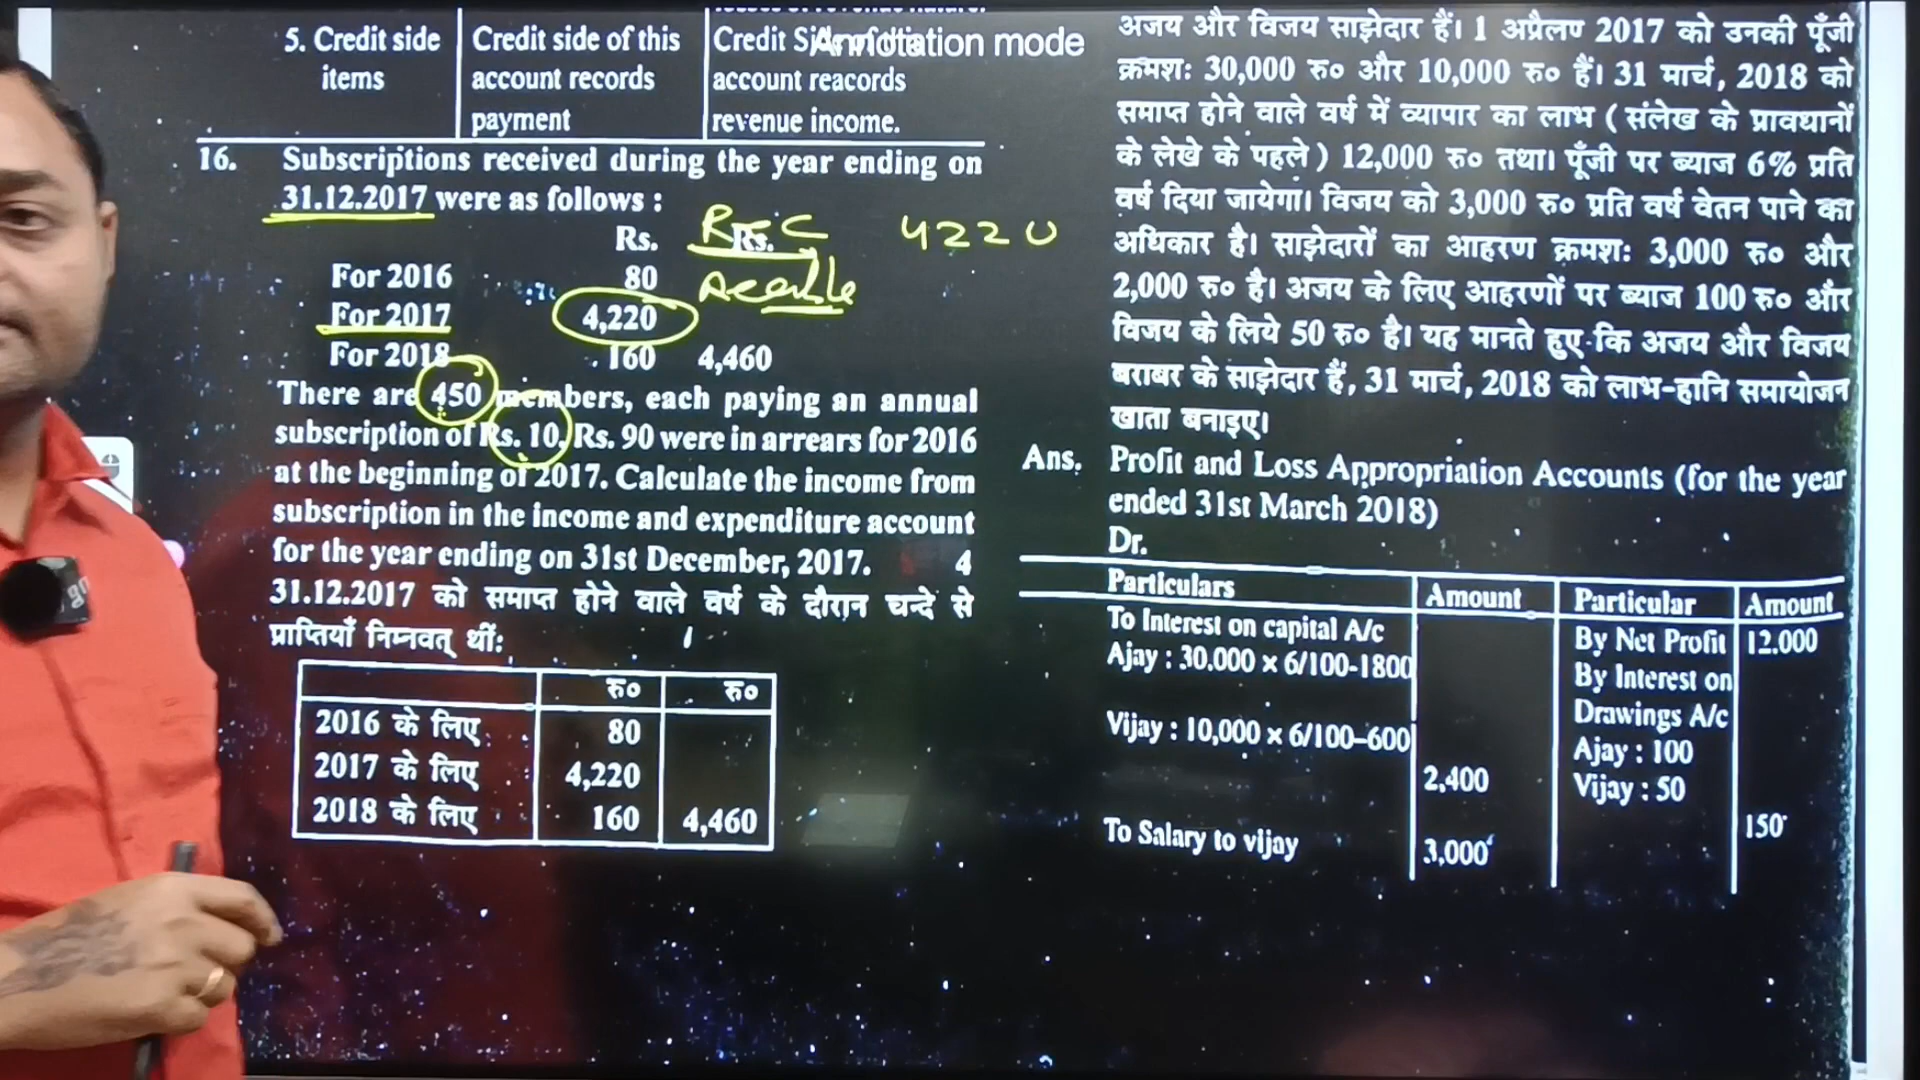 5. Credit side items
Credit side of this account records payment
Credit Side of this account reacords revenue income.
Annotation mode
16. Subscriptions received during the year ending on
31.12.2017 were as follows :
Rs. Rs.
REC 4220
For 2016 80
For 2017 4,220
For 2018 160 4,460
There are 450 members, each paying an annual
subscription of Rs. 10, Rs. 90 were in arrears for 2016
at the beginning of 2017. Calculate the income from
subscription in the income and expenditure account
for the year ending on 31st December, 2017. 4
31.12.2017 को समाप्त होने वाले वर्ष के दौरान चन्दे से
प्राप्तियाँ निम्नवत् थीं:
रु० रु०
2016 के लिए 80
2017 के लिए 4,220
2018 के लिए 160 4,460
अजय और विजय साझेदार हैं। 1 अप्रैलण 2017 को उनकी पूँजी
क्रमश: 30,000 रु० और 10,000 रु० हैं। 31 मार्च, 2018 को
समाप्त होने वाले वर्ष में व्यापार का लाभ ( संलेख के प्रावधानों
के लेखे के पहले ) 12,000 रु० तथा। पूँजी पर ब्याज 6% प्रति
वर्ष दिया जायेगा। विजय को 3,000 रु० प्रति वर्ष वेतन पाने का
अधिकार है। साझेदारों का आहरण क्रमश: 3,000 रु० और
2,000 रु० है। अजय के लिए आहरणों पर ब्याज 100 रु० और
विजय के लिये 50 रु० है। यह मानते हुए कि अजय और विजय
बराबर के साझेदार हैं, 31 मार्च, 2018 को लाभ-हानि समायोजन
खाता बनाइए।
Ans. Profit and Loss Appropriation Accounts (for the year
ended 31st March 2018)
Dr.
Particulars Amount Particular Amount
To Interest on capital A/c By Net Profit 12.000
Ajay : 30.000 × 6/100-1800 By Interest on
Drawings A/c
Vijay : 10,000 × 6/100–600 Ajay : 100
2,400 Vijay : 50
150
To Salary to vijay 3,000